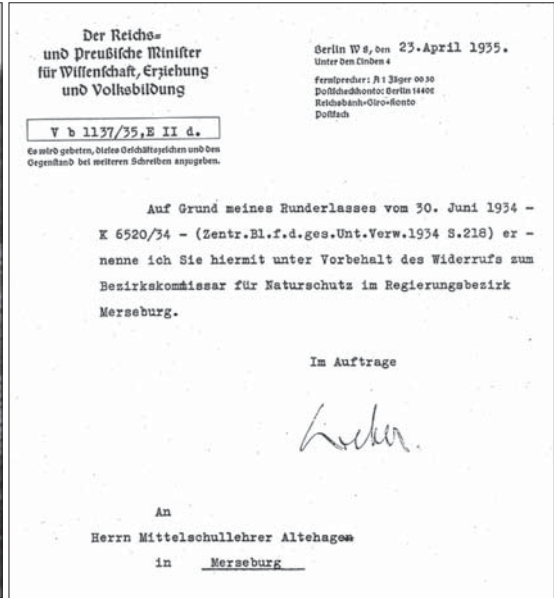 Der Reichs=
und Preußische Minister
für Wissenschaft, Erziehung
und Volksbildung
V b 1137/35,E II d.
Es wird gebeten, dieses Geschäftszeichen und den
Gegenstand bei weiteren Schreiben anzugeben.
Berlin W 8, den 23.April 1935.
Unter den Linden 4
Fernsprecher: A 1 Jäger 0030
Postscheckkonto: Berlin 14402
Reichsbank=Giro=Konto
Postfach
Auf Grund meines Runderlasses vom 30. Juni 1934 -
K 6520/34 - (Zentr.Bl.f.d.ges.Unt.Verw.1934 S.218) er -
nenne ich Sie hiermit unter Vorbehalt des Widerrufs zum
Bezirkskommissar für Naturschutz im Regierungsbezirk
Merseburg.
Im Auftrage
An
Herrn Mittelschullehrer Altehagen
in Merseburg